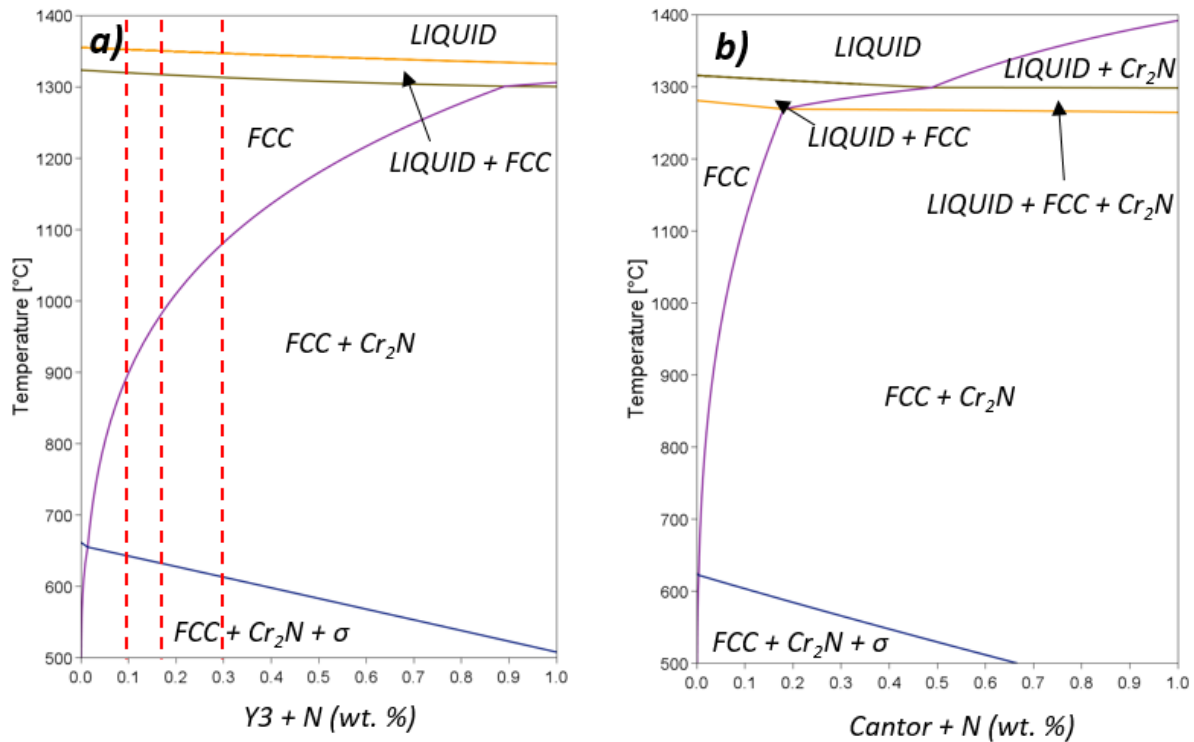 a)
LIQUID
FCC
LIQUID + FCC
FCC + Cr₂N
FCC + Cr₂N + σ
Temperature [°C]
1400
1300
1200
1100
1000
900
800
700
600
500
0.0 0.1 0.2 0.3 0.4 0.5 0.6 0.7 0.8 0.9 1.0
Y3 + N (wt. %)
b)
LIQUID
LIQUID + Cr₂N
LIQUID + FCC
FCC
LIQUID + FCC + Cr₂N
FCC + Cr₂N
FCC + Cr₂N + σ
Temperature [°C]
1400
1300
1200
1100
1000
900
800
700
600
500
0.0 0.1 0.2 0.3 0.4 0.5 0.6 0.7 0.8 0.9 1.0
Cantor + N (wt. %)